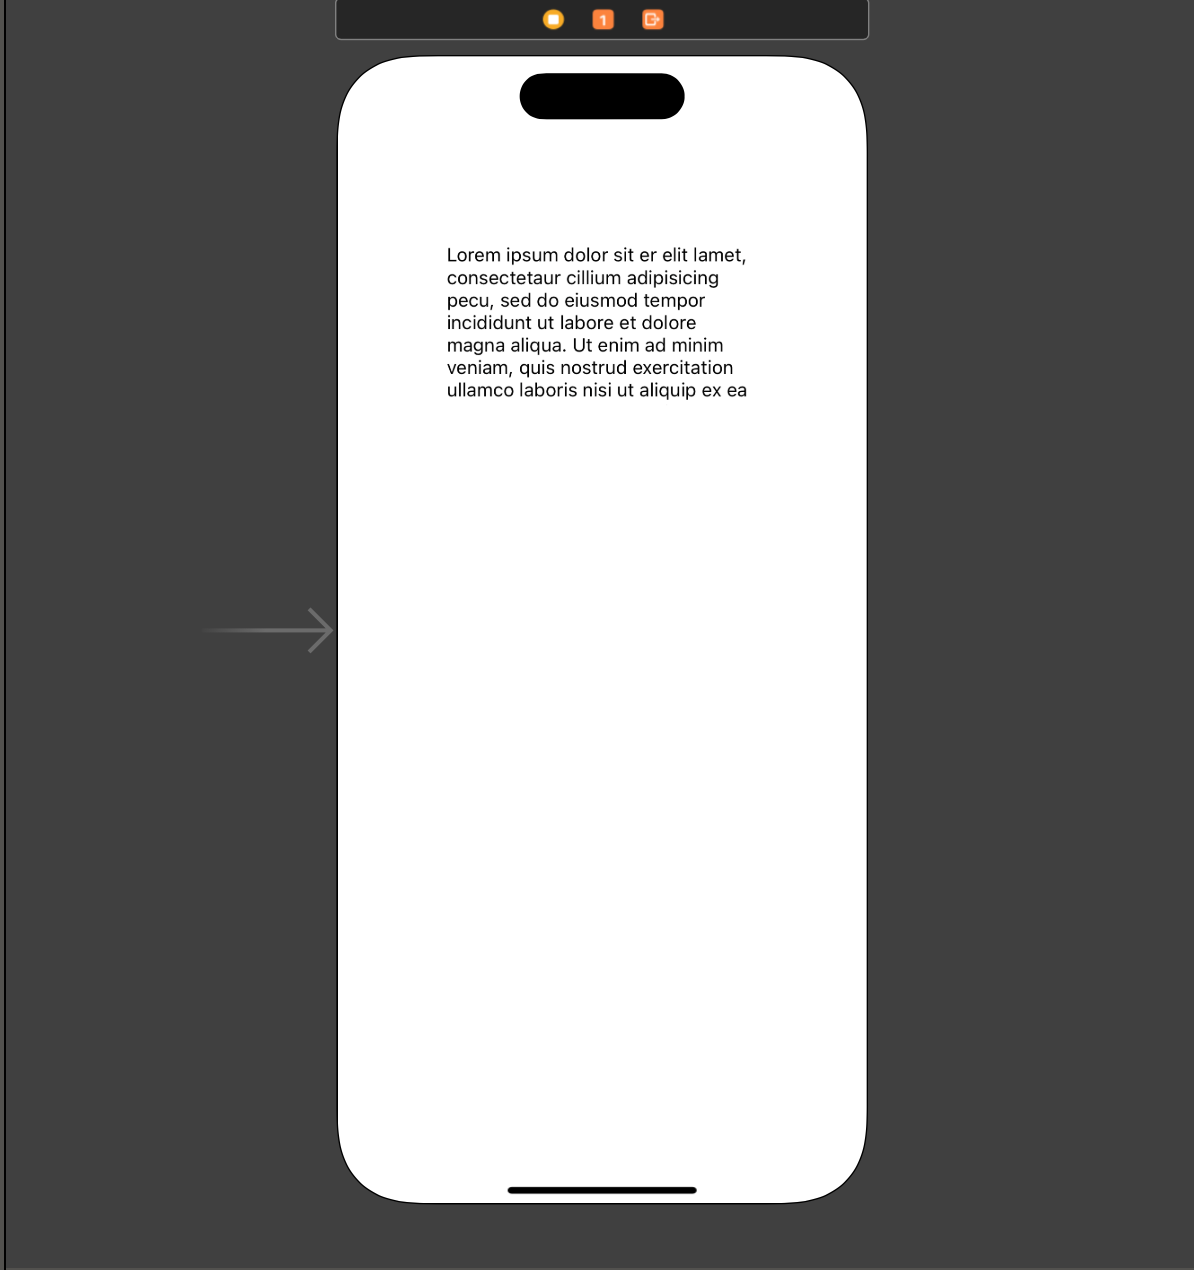 1
Lorem ipsum dolor sit er elit lamet,
consectetaur cillium adipisicing
pecu, sed do eiusmod tempor
incididunt ut labore et dolore
magna aliqua. Ut enim ad minim
veniam, quis nostrud exercitation
ullamco laboris nisi ut aliquip ex ea